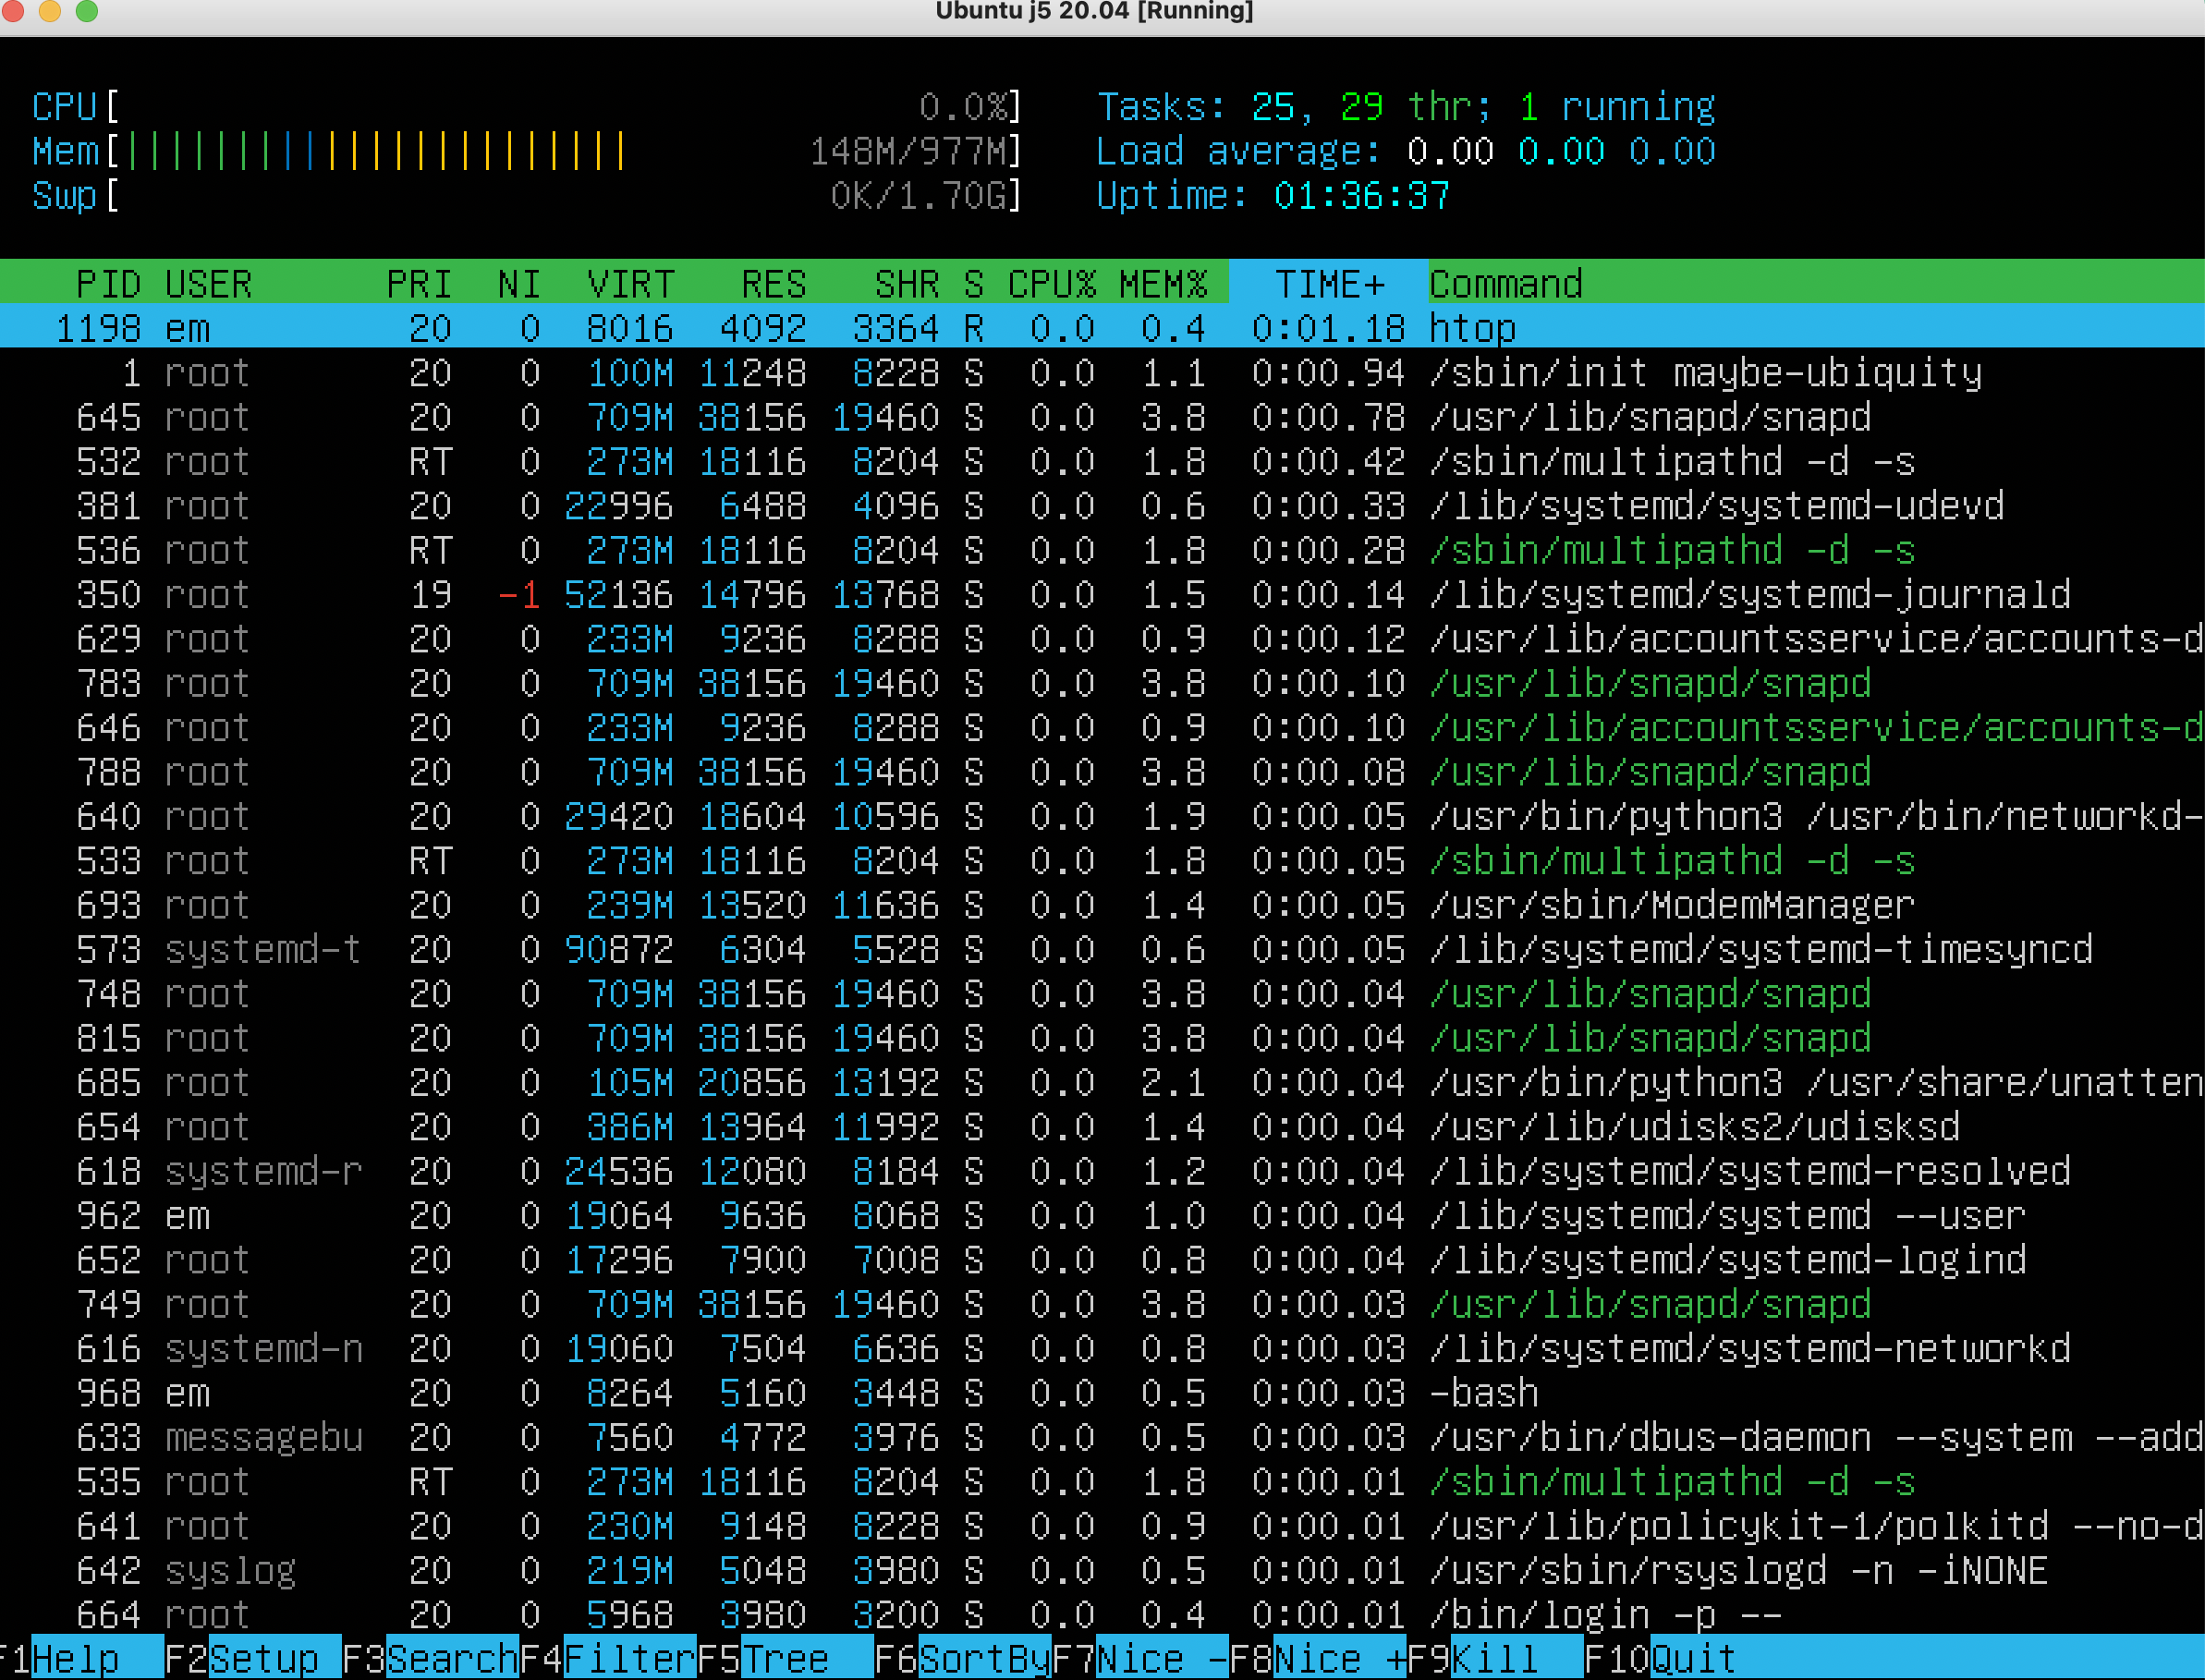 Ubuntu j5 20.04 [Running]
CPU[ 0.0%] Tasks: 25, 29 thr; 1 running
Mem[||||||||||||||||||||||| 148M/977M] Load average: 0.00 0.00 0.00
Swp[ 0K/1.70G] Uptime: 01:36:37
PID USER PRI NI VIRT RES SHR S CPU% MEM% TIME+ Command
1198 em 20 0 8016 4092 3364 R 0.0 0.4 0:01.18 htop
1 root 20 0 100M 11248 8228 S 0.0 1.1 0:00.94 /sbin/init maybe-ubiquity
645 root 20 0 709M 38156 19460 S 0.0 3.8 0:00.78 /usr/lib/snapd/snapd
532 root RT 0 273M 18116 8204 S 0.0 1.8 0:00.42 /sbin/multipathd -d -s
381 root 20 0 22996 6488 4096 S 0.0 0.6 0:00.33 /lib/systemd/systemd-udevd
536 root RT 0 273M 18116 8204 S 0.0 1.8 0:00.28 /sbin/multipathd -d -s
350 root 19 -1 52136 14796 13768 S 0.0 1.5 0:00.14 /lib/systemd/systemd-journald
629 root 20 0 233M 9236 8288 S 0.0 0.9 0:00.12 /usr/lib/accountsservice/accounts-d
783 root 20 0 709M 38156 19460 S 0.0 3.8 0:00.10 /usr/lib/snapd/snapd
646 root 20 0 233M 9236 8288 S 0.0 0.9 0:00.10 /usr/lib/accountsservice/accounts-d
788 root 20 0 709M 38156 19460 S 0.0 3.8 0:00.08 /usr/lib/snapd/snapd
640 root 20 0 29420 18604 10596 S 0.0 1.9 0:00.05 /usr/bin/python3 /usr/bin/networkd-
533 root RT 0 273M 18116 8204 S 0.0 1.8 0:00.05 /sbin/multipathd -d -s
693 root 20 0 239M 13520 11636 S 0.0 1.4 0:00.05 /usr/sbin/ModemManager
573 systemd-t 20 0 90872 6304 5528 S 0.0 0.6 0:00.05 /lib/systemd/systemd-timesyncd
748 root 20 0 709M 38156 19460 S 0.0 3.8 0:00.04 /usr/lib/snapd/snapd
815 root 20 0 709M 38156 19460 S 0.0 3.8 0:00.04 /usr/lib/snapd/snapd
685 root 20 0 105M 20856 13192 S 0.0 2.1 0:00.04 /usr/bin/python3 /usr/share/unatten
654 root 20 0 386M 13964 11992 S 0.0 1.4 0:00.04 /usr/lib/udisks2/udisksd
618 systemd-r 20 0 24536 12080 8184 S 0.0 1.2 0:00.04 /lib/systemd/systemd-resolved
962 em 20 0 19064 9636 8068 S 0.0 1.0 0:00.04 /lib/systemd/systemd --user
652 root 20 0 17296 7900 7008 S 0.0 0.8 0:00.04 /lib/systemd/systemd-logind
749 root 20 0 709M 38156 19460 S 0.0 3.8 0:00.03 /usr/lib/snapd/snapd
616 systemd-n 20 0 19060 7504 6636 S 0.0 0.8 0:00.03 /lib/systemd/systemd-networkd
968 em 20 0 8264 5160 3448 S 0.0 0.5 0:00.03 -bash
633 messagebu 20 0 7560 4772 3976 S 0.0 0.5 0:00.03 /usr/bin/dbus-daemon --system --add
535 root RT 0 273M 18116 8204 S 0.0 1.8 0:00.01 /sbin/multipathd -d -s
641 root 20 0 230M 9148 8228 S 0.0 0.9 0:00.01 /usr/lib/policykit-1/polkitd --no-d
642 syslog 20 0 219M 5048 3980 S 0.0 0.5 0:00.01 /usr/sbin/rsyslogd -n -iNONE
664 root 20 0 5968 3980 3200 S 0.0 0.4 0:00.01 /bin/login -p --
F1Help F2Setup F3SearchF4FilterF5Tree F6SortByF7Nice -F8Nice +F9Kill F10Quit